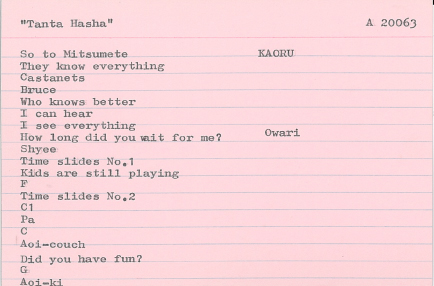 "Tanta Hasha" A 20063
So to Mitsumete KAORU
They know everything
Castanets
Bruce
Who knows better
I can hear
I see everything
How long did you wait for me? Owari
Shyee
Time slides No.1
Kids are still playing
F
Time slides No.2
C1
Pa
C
Aoi-couch
Did you have fun?
G
Aoi-ki